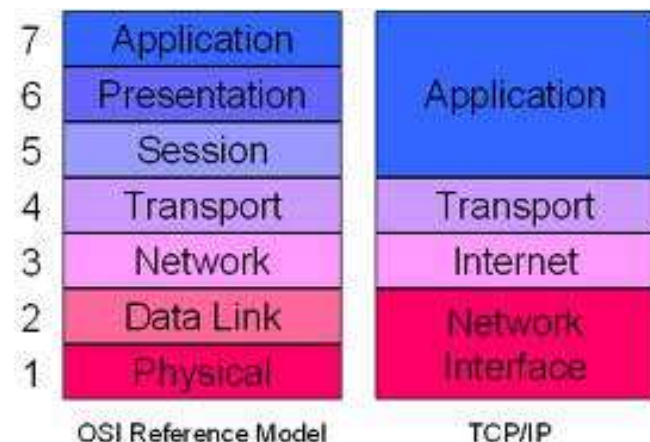 7 Application
6 Presentation
5 Session
4 Transport
3 Network
2 Data Link
1 Physical
OSI Reference Model
Application
Transport
Internet
Network
Interface
TCP/IP